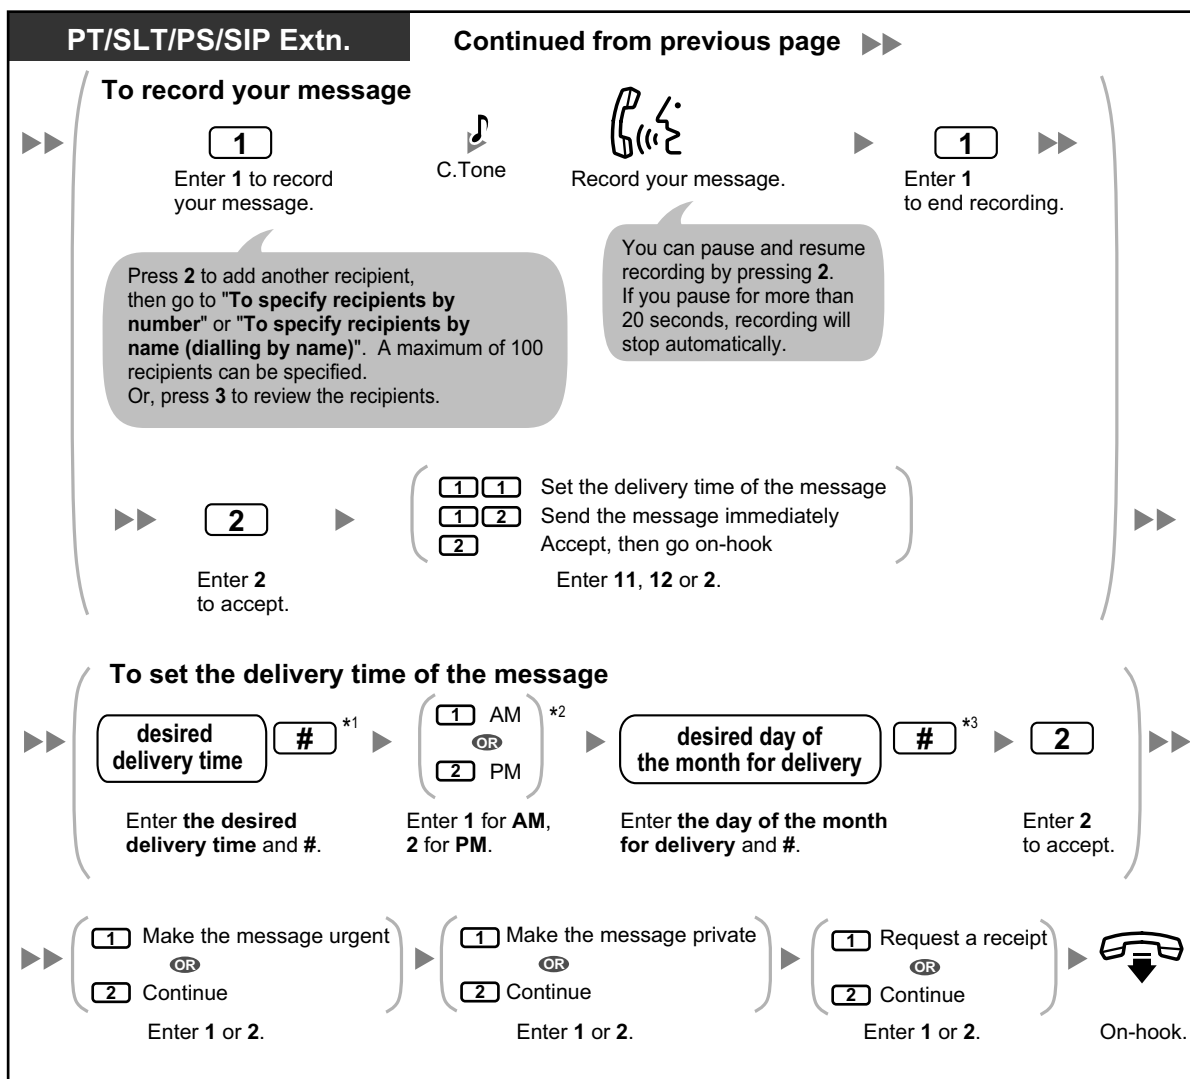 PT/SLT/PS/SIP Extn.
Continued from previous page
To record your message
1
Enter 1 to record
your message.
C.Tone
Record your message.
1
Enter 1
to end recording.
Press 2 to add another recipient,
then go to "To specify recipients by
number" or "To specify recipients by
name (dialling by name)". A maximum of 100
recipients can be specified.
Or, press 3 to review the recipients.
You can pause and resume
recording by pressing 2.
If you pause for more than
20 seconds, recording will
stop automatically.
2
Enter 2
to accept.
1 1 Set the delivery time of the message
1 2 Send the message immediately
2 Accept, then go on-hook
Enter 11, 12 or 2.
To set the delivery time of the message
desired
delivery time
# *1
Enter the desired
delivery time and #.
1 AM *2
OR
2 PM
Enter 1 for AM,
2 for PM.
desired day of
the month for delivery
# *3
Enter the day of the month
for delivery and #.
2
Enter 2
to accept.
1 Make the message urgent
OR
2 Continue
Enter 1 or 2.
1 Make the message private
OR
2 Continue
Enter 1 or 2.
1 Request a receipt
OR
2 Continue
Enter 1 or 2.
On-hook.